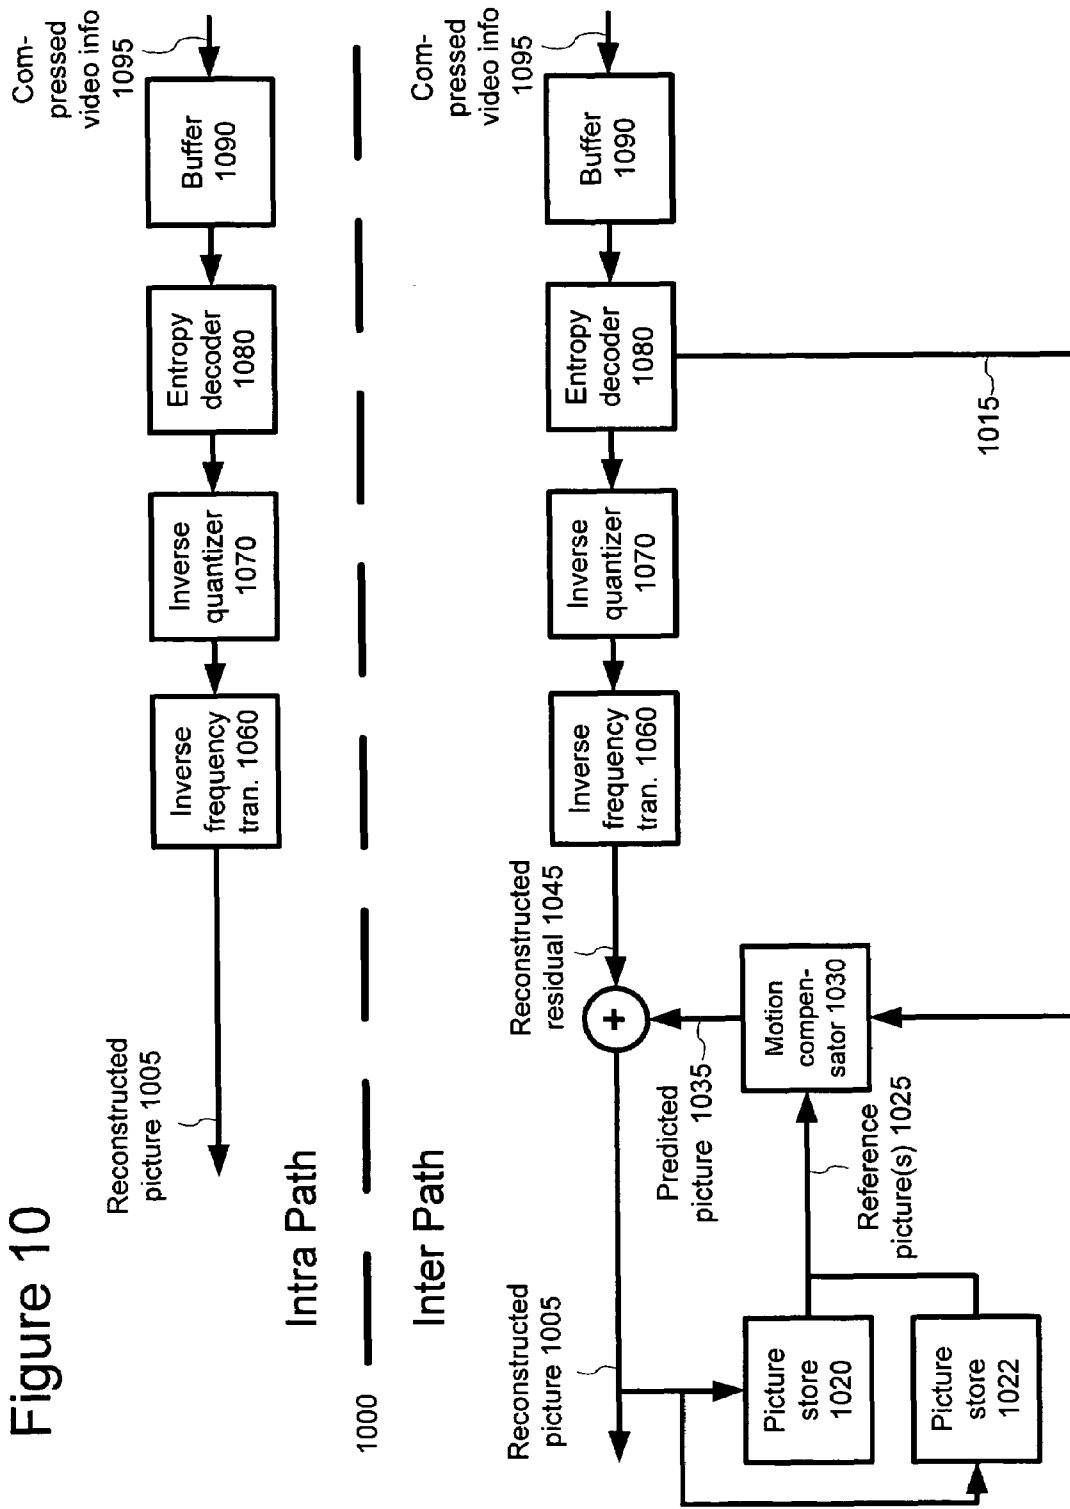 Figure 10
Reconstructed
picture 1005
Inverse
frequency
tran. 1060
Inverse
quantizer
1070
Entropy
decoder
1080
Buffer
1090
Com-
pressed
video info
1095
Intra Path
1000
Inter Path
Reconstructed
picture 1005
Reconstructed
residual 1045
+
Inverse
frequency
tran. 1060
Inverse
quantizer
1070
Entropy
decoder
1080
Buffer
1090
Com-
pressed
video info
1095
Predicted
picture 1035
Picture
store
1020
Reference
picture(s) 1025
Motion
compen-
sator 1030
Picture
store
1022
1015